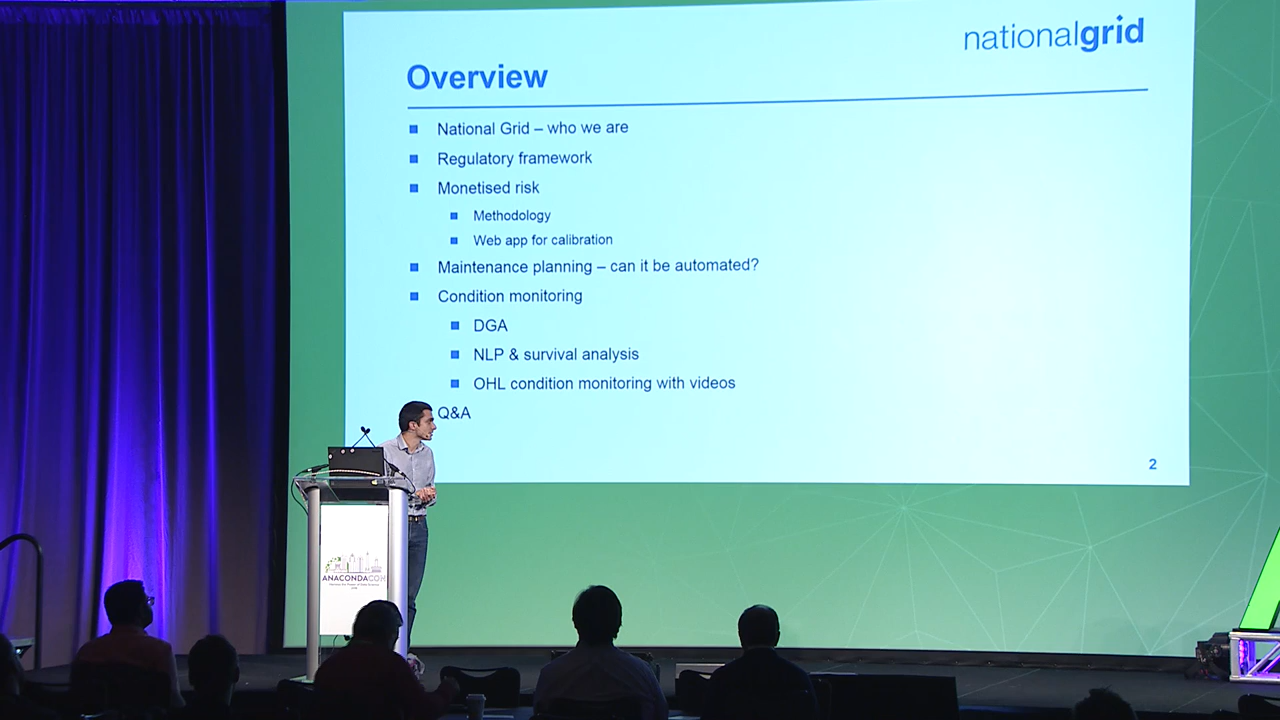 nationalgrid
Overview
National Grid – who we are
Regulatory framework
Monetised risk
Methodology
Web app for calibration
Maintenance planning – can it be automated?
Condition monitoring
DGA
NLP & survival analysis
OHL condition monitoring with videos
Q&A
2
ANACONDACON